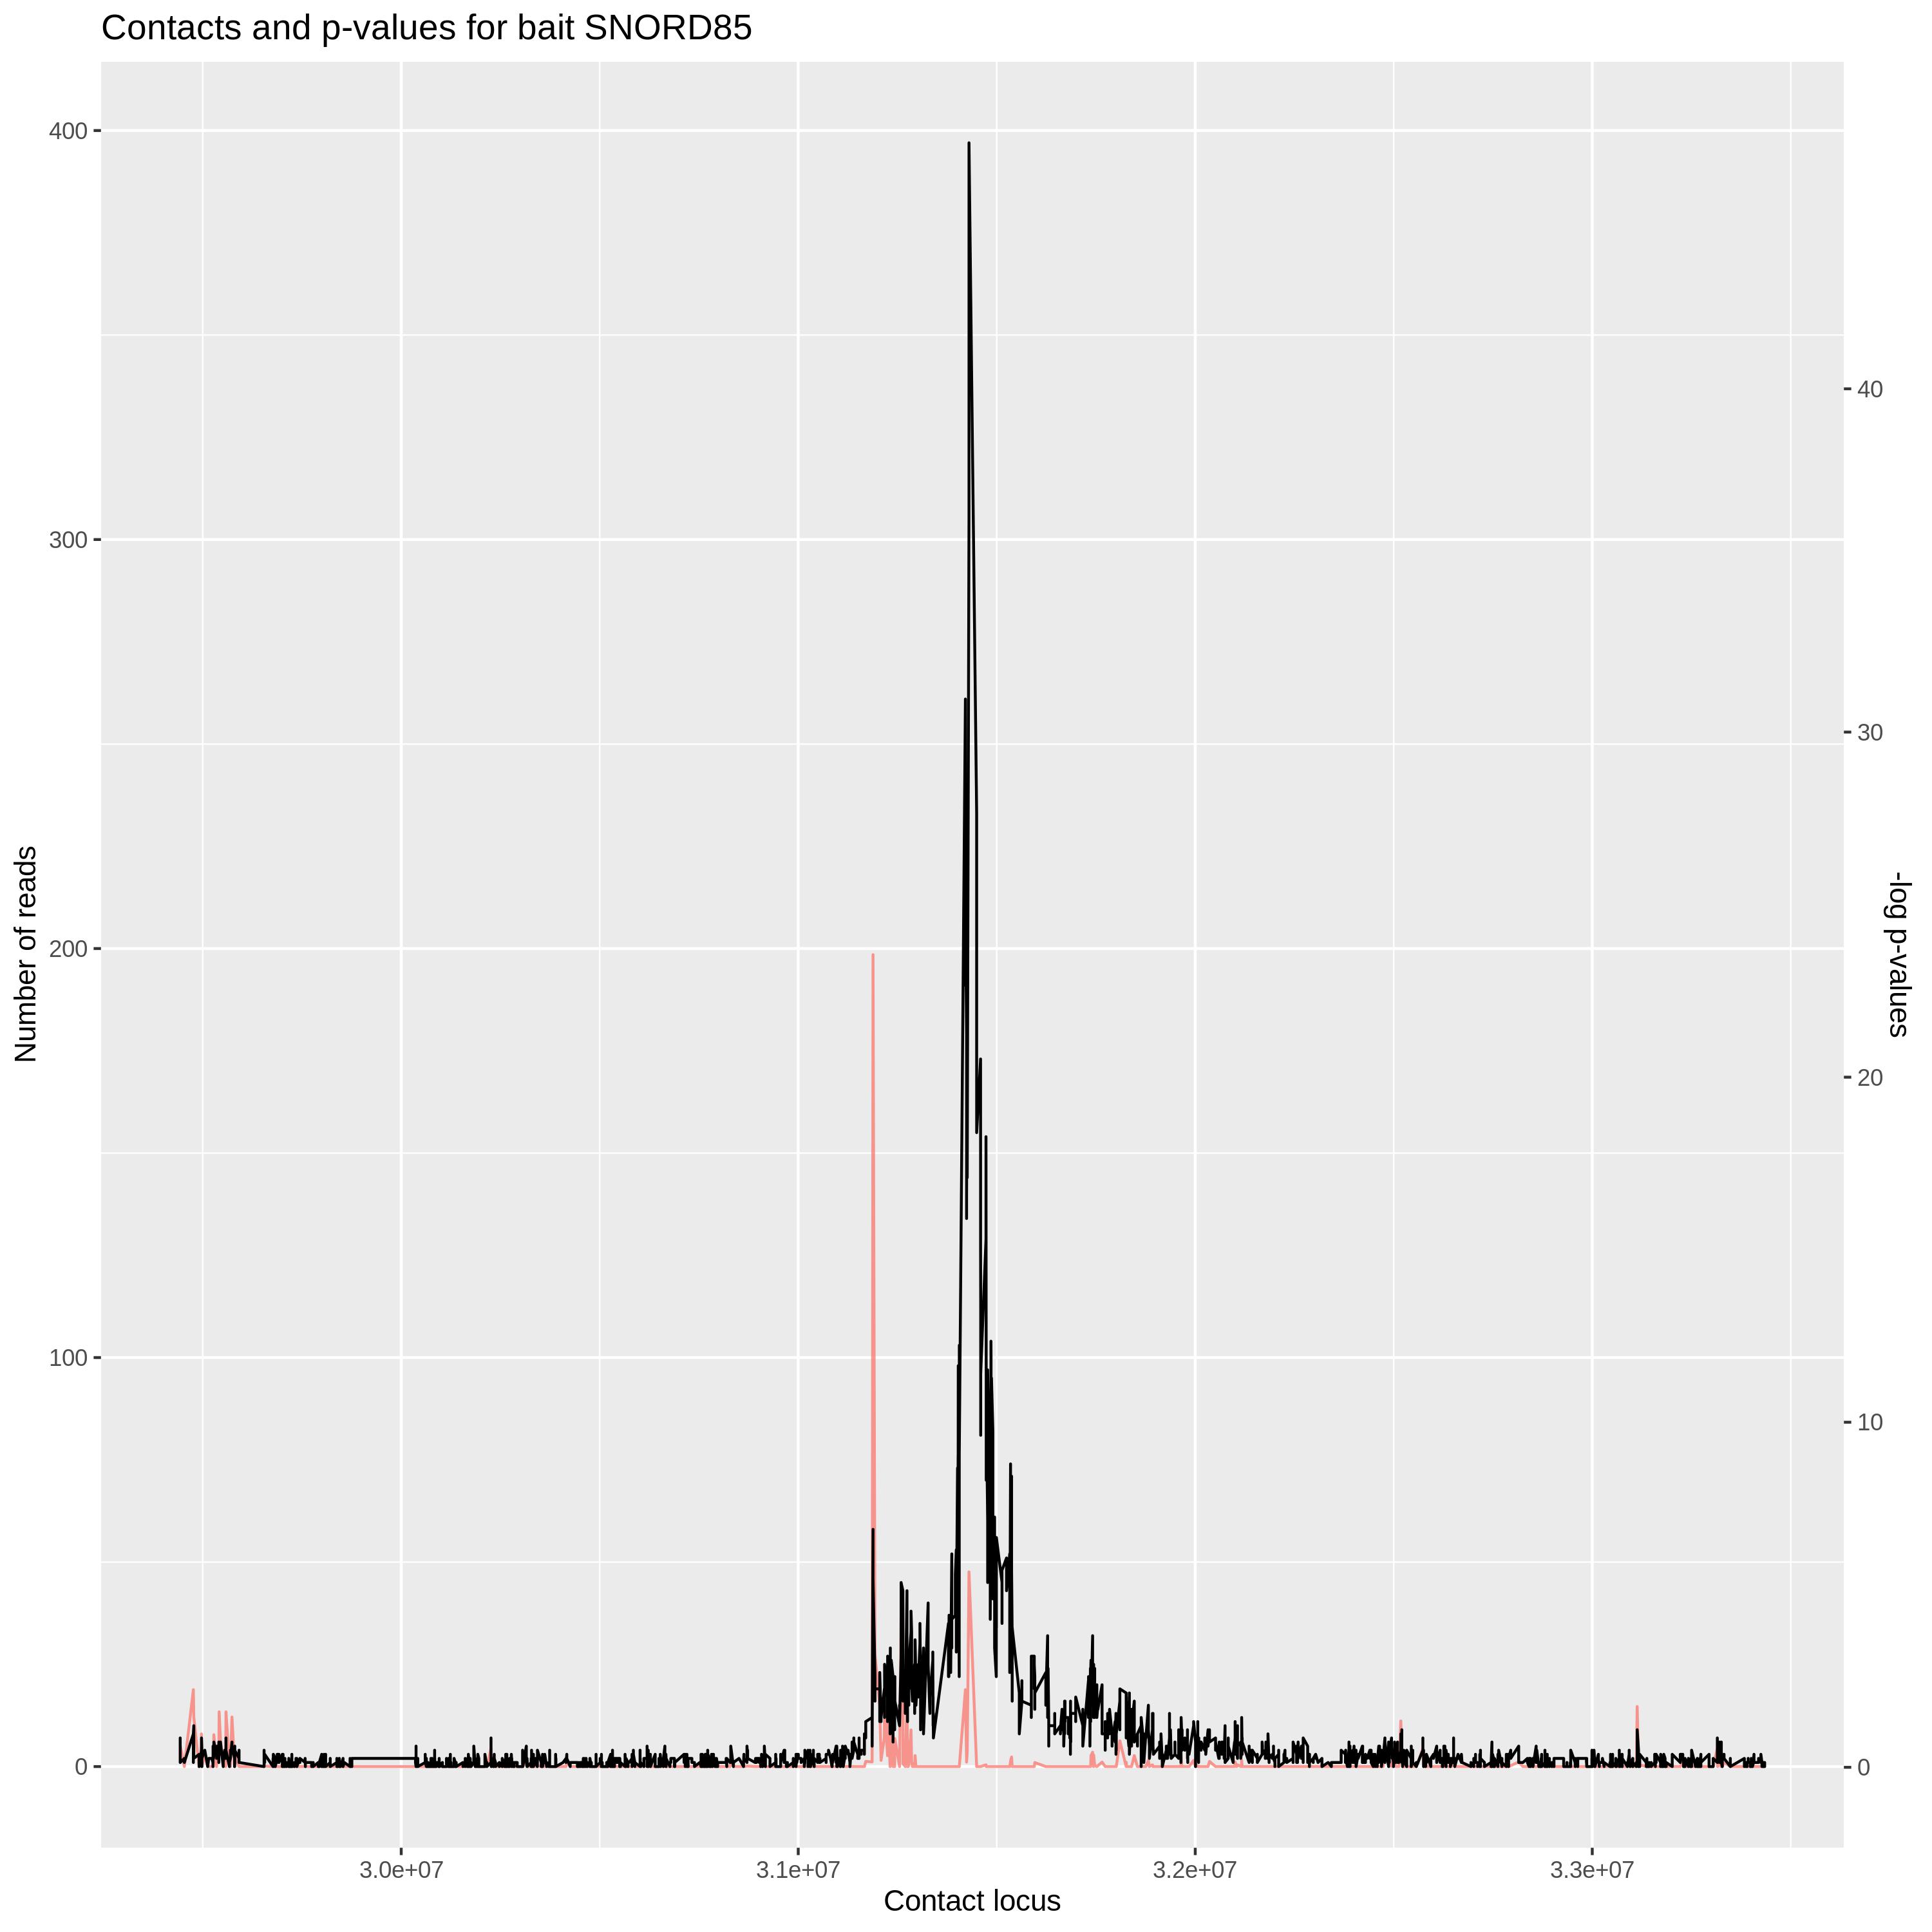 Contacts and p-values for bait SNORD85
400
300
200
100
0
Number of reads
40
30
20
10
0
-log p-values
3.0e+07
3.1e+07
3.2e+07
3.3e+07
Contact locus